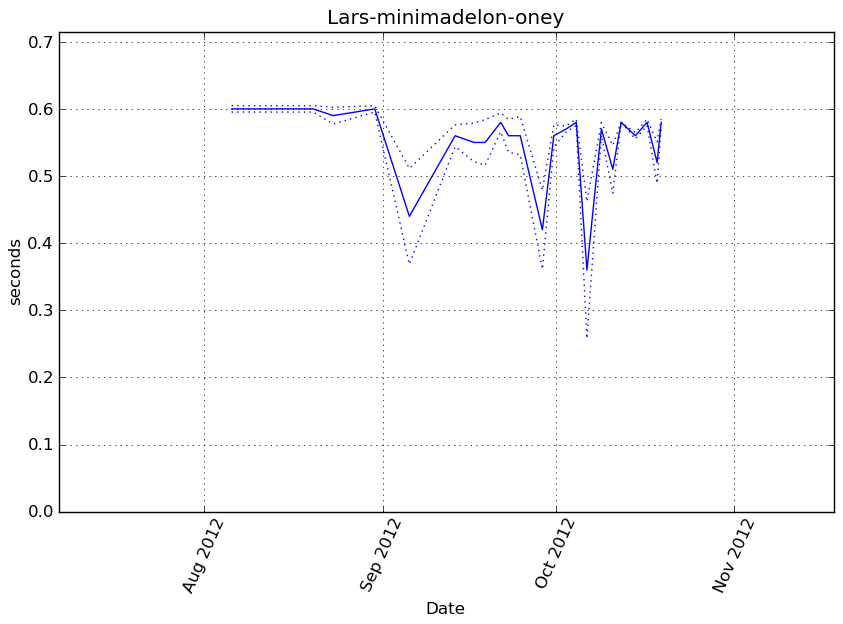 Lars-minimadelon-oney
0.7
0.6
0.5
0.4
0.3
0.2
0.1
0.0
seconds
Aug 2012
Sep 2012
Oct 2012
Nov 2012
Date